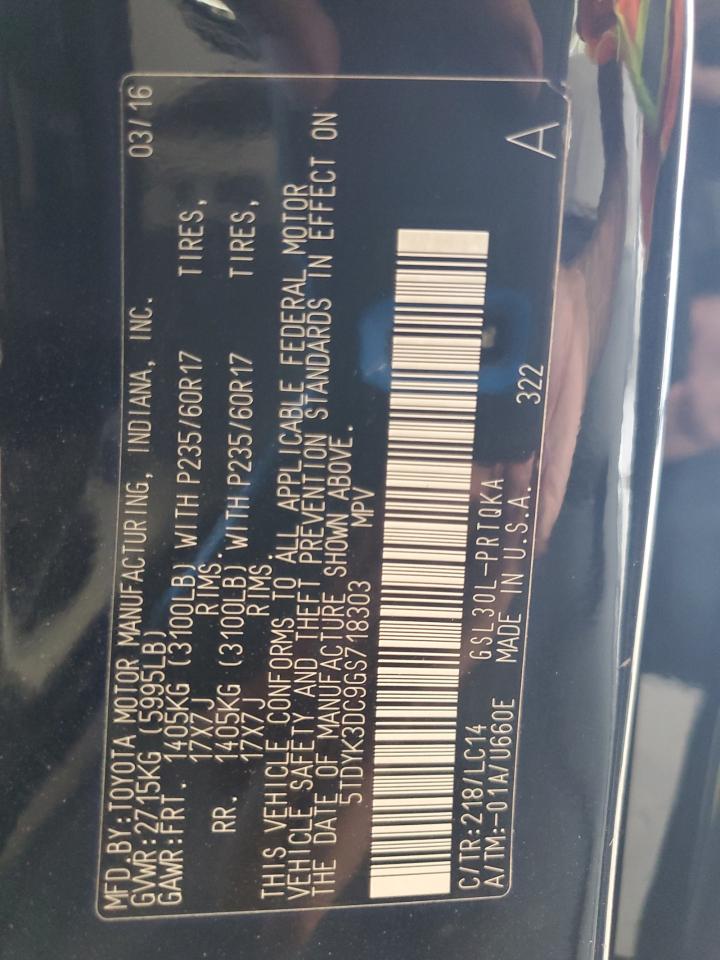 MFD.BY:TOYOTA MOTOR MANUFACTURING, INDIANA, INC. 03/16
GVWR:2715KG (5995LB)
GAWR:FRT. 1405KG (3100LB) WITH P235/60R17 TIRES,
17X7J RIMS.
RR. 1405KG (3100LB) WITH P235/60R17 TIRES,
17X7J RIMS
THIS VEHICLE CONFORMS TO ALL APPLICABLE FEDERAL MOTOR
VEHICLE SAFETY AND THEFT PREVENTION STANDARDS IN EFFECT ON
THE DATE OF MANUFACTURE SHOWN ABOVE.
5TDYK3DC9GS718303 MPV
C/TR:218/LC14 GSL30L-PRTQKA
A/TM:-01A/U660E MADE IN U.S.A. 322
A